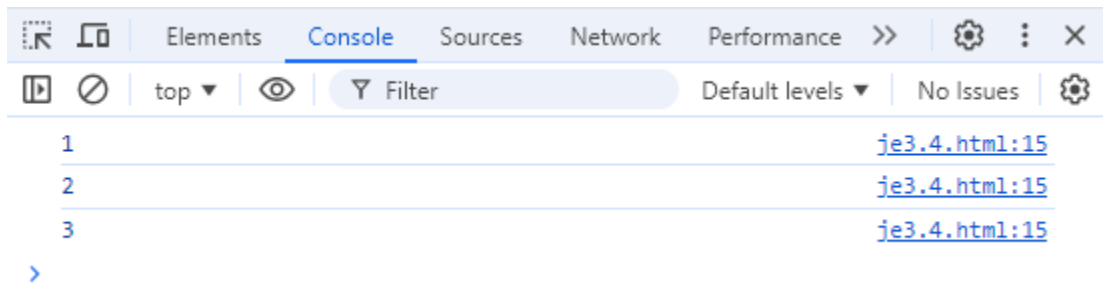 Elements Console Sources Network Performance
top Filter Default levels No Issues
1 je3.4.html:15
2 je3.4.html:15
3 je3.4.html:15